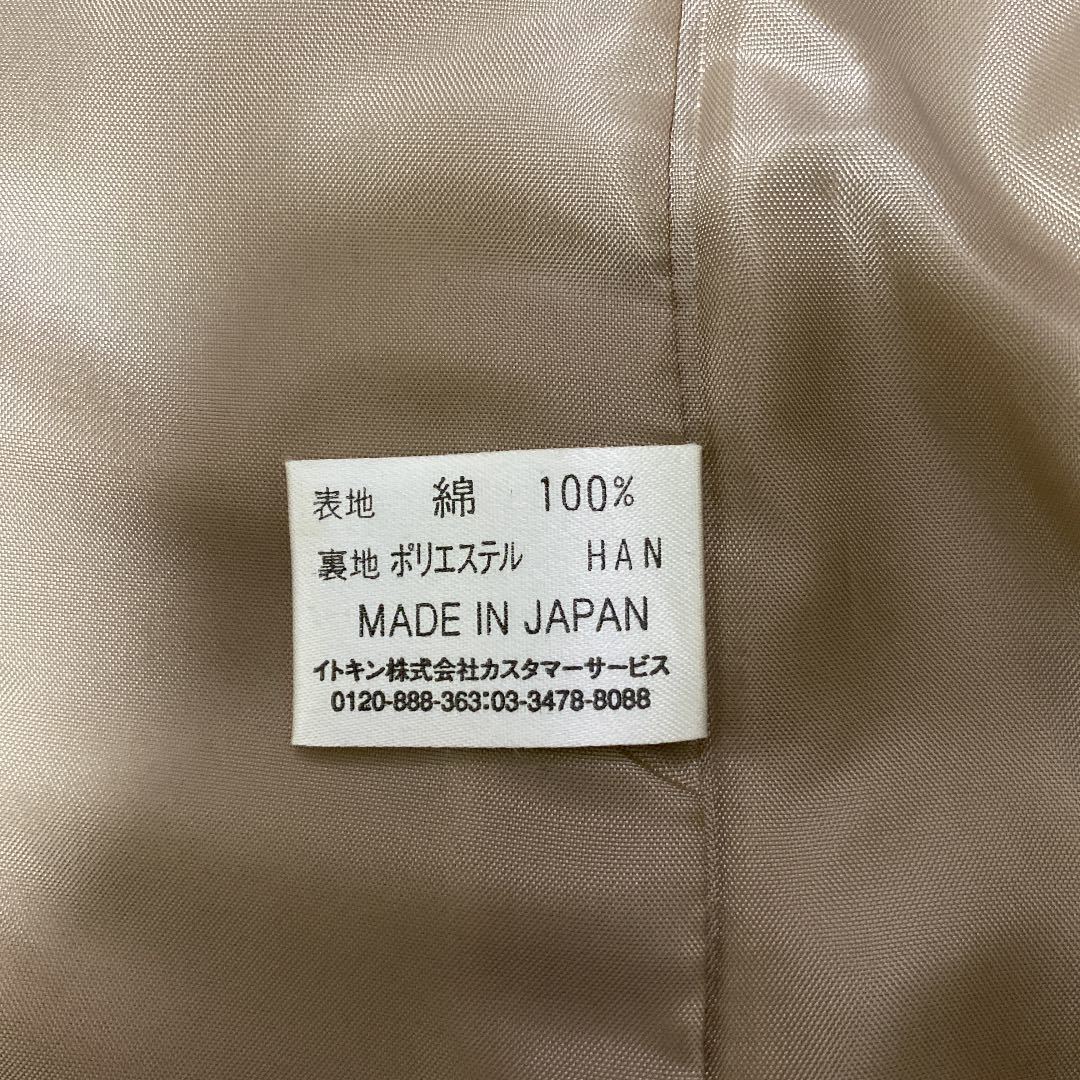 表地 綿 100%
裏地 ポリエステル HAN
MADE IN JAPAN
イトキン株式会社カスタマーサービス
0120-888-363:03-3478-8088